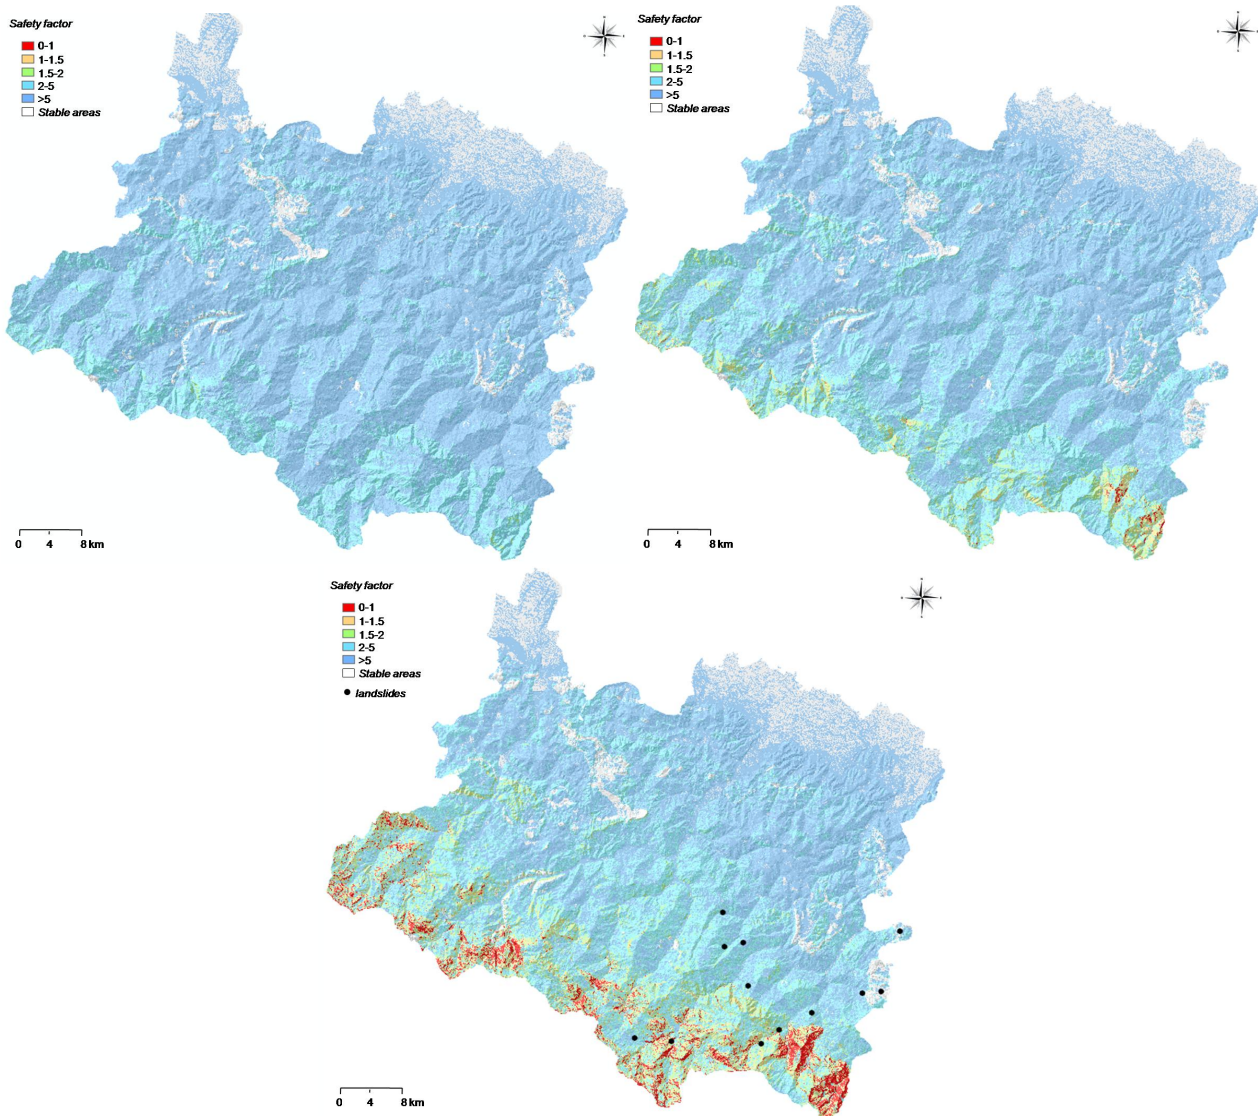 Safety factor
0-1
1-1.5
1.5-2
2-5
>5
Stable areas
0 4 8 km
Safety factor
0-1
1-1.5
1.5-2
2-5
>5
Stable areas
0 4 8 km
Safety factor
0-1
1-1.5
1.5-2
2-5
>5
Stable areas
landslides
0 4 8 km